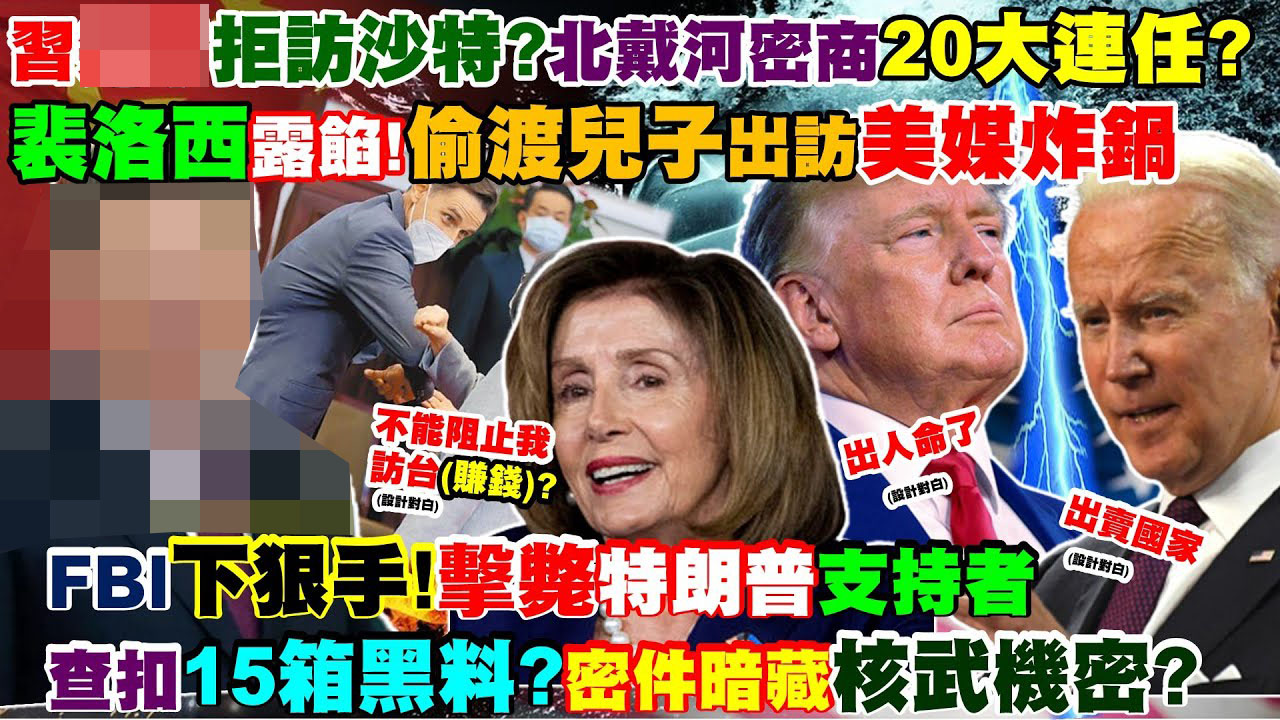 習 拒訪沙特?北戴河密商20大連任?
裴洛西露餡!偷渡兒子出訪美媒炸鍋
不能阻止我
訪台(賺錢)?
(設計對白)
出人命了
(設計對白)
出賣國家
(設計對白)
FBI下狠手!擊斃特朗普支持者
查扣15箱黑料?密件暗藏核武機密?